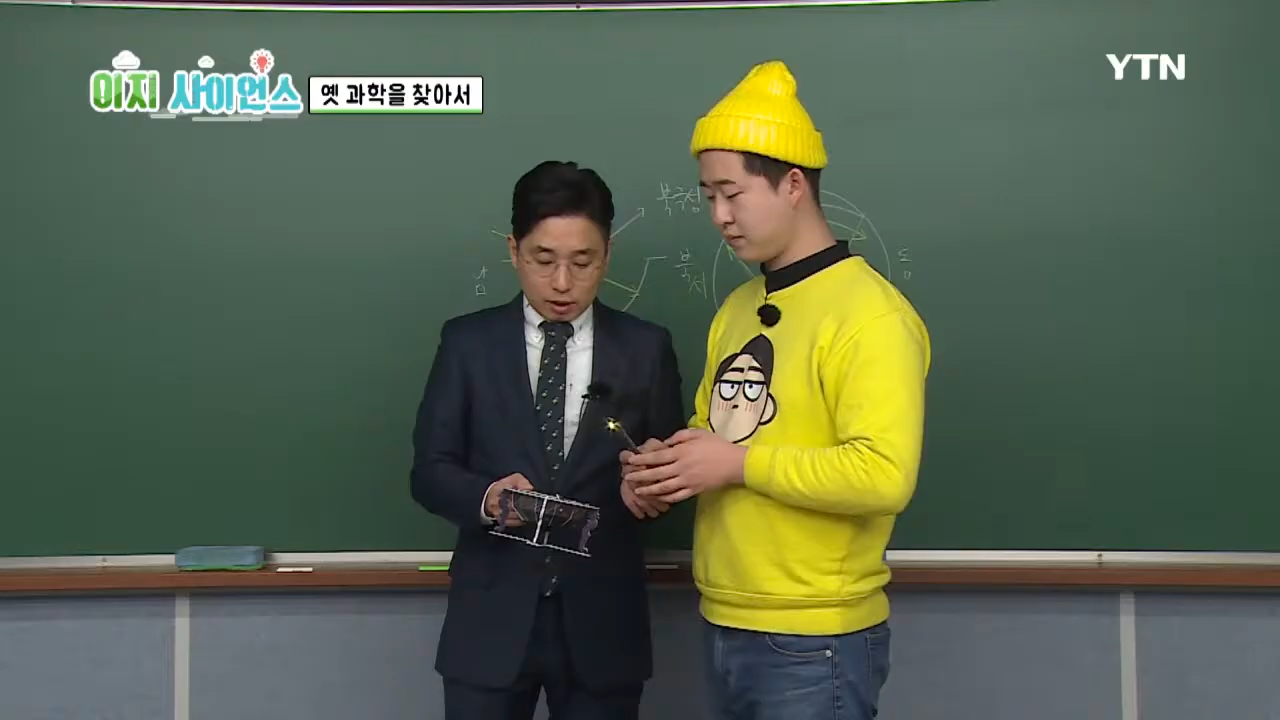 이지 사이언스
옛 과학을 찾아서
YTN
북극성
남
북
동